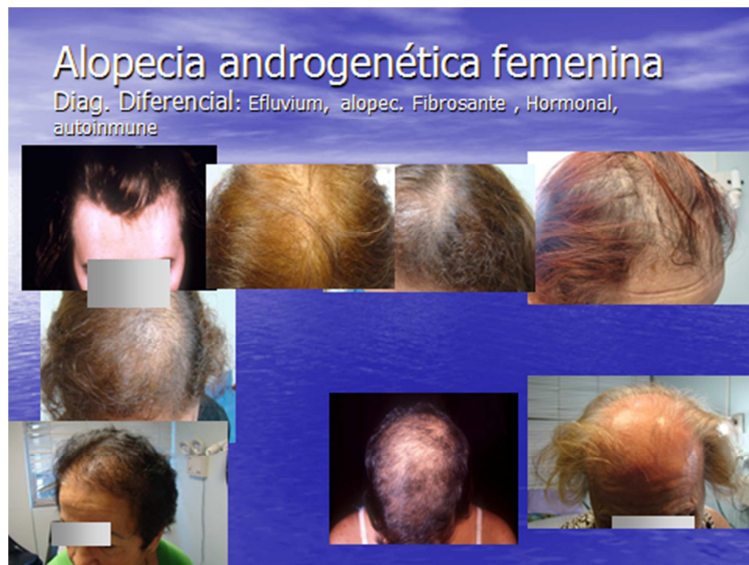 Alopecia androgenética femenina
Diag. Diferencial: Efluvium, alopec. Fibrosante , Hormonal,
autoinmune